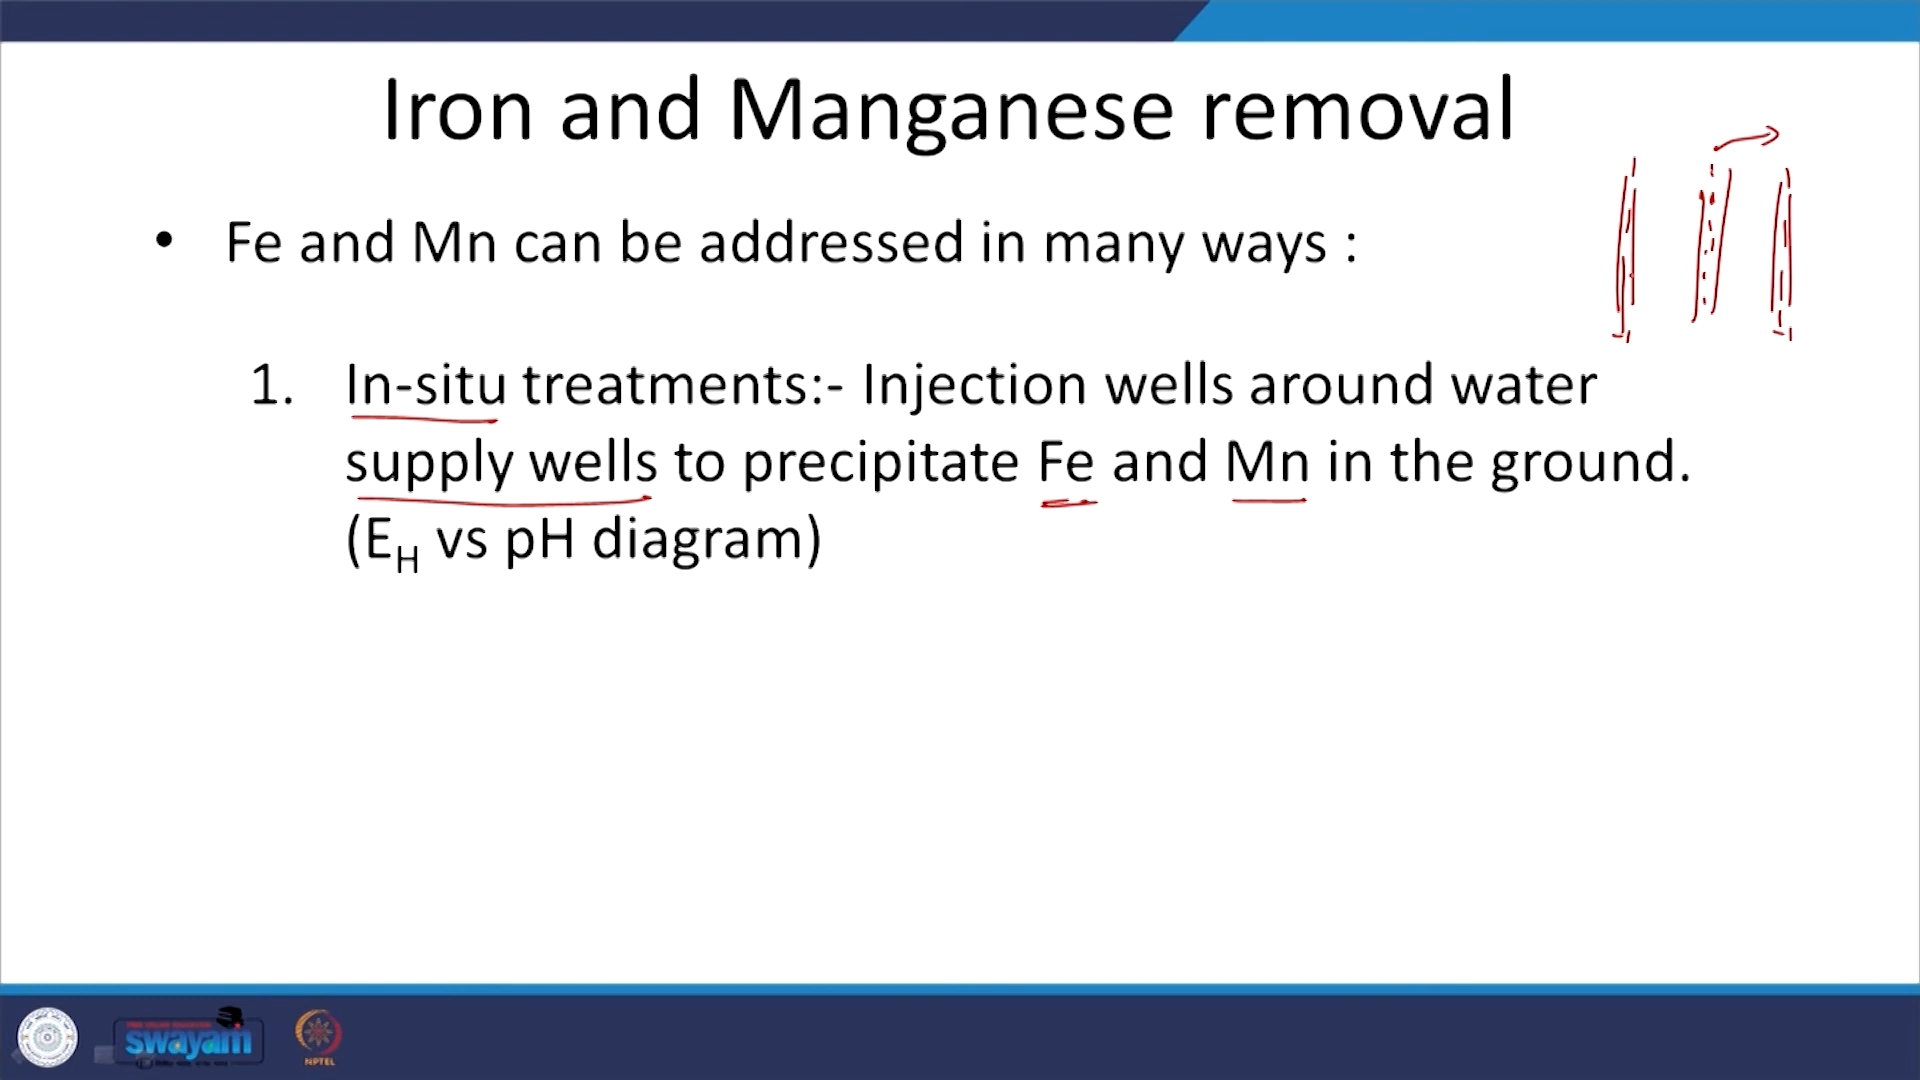 Iron and Manganese removal
• Fe and Mn can be addressed in many ways :
1. In-situ treatments:- Injection wells around water
supply wells to precipitate Fe and Mn in the ground.
(E_H vs pH diagram)
swayam
NPTEL